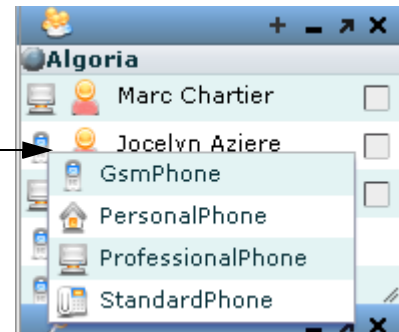 Algoria
Marc Chartier
Jocelyn Aziere
GsmPhone
PersonalPhone
ProfessionalPhone
StandardPhone